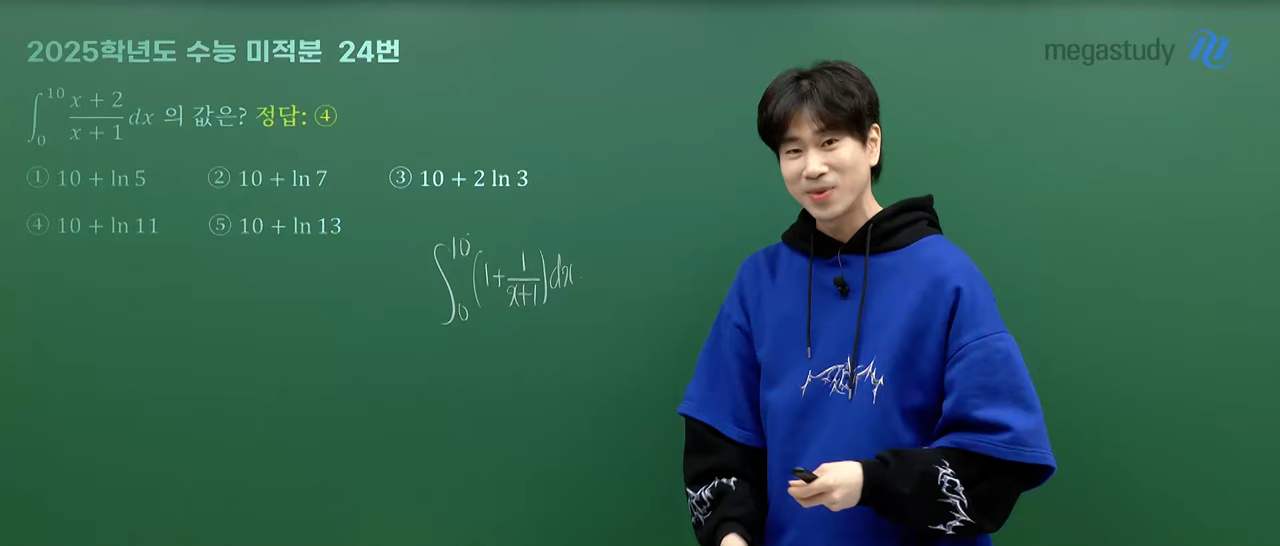 2025학년도 수능 미적분 24번
megastudy
∫₀¹⁰ (x + 2)/(x + 1) dx 의 값은? 정답: ④
① 10 + ln 5 ② 10 + ln 7 ③ 10 + 2 ln 3
④ 10 + ln 11 ⑤ 10 + ln 13
∫₀¹⁰ (1 + 1/(x+1)) dx